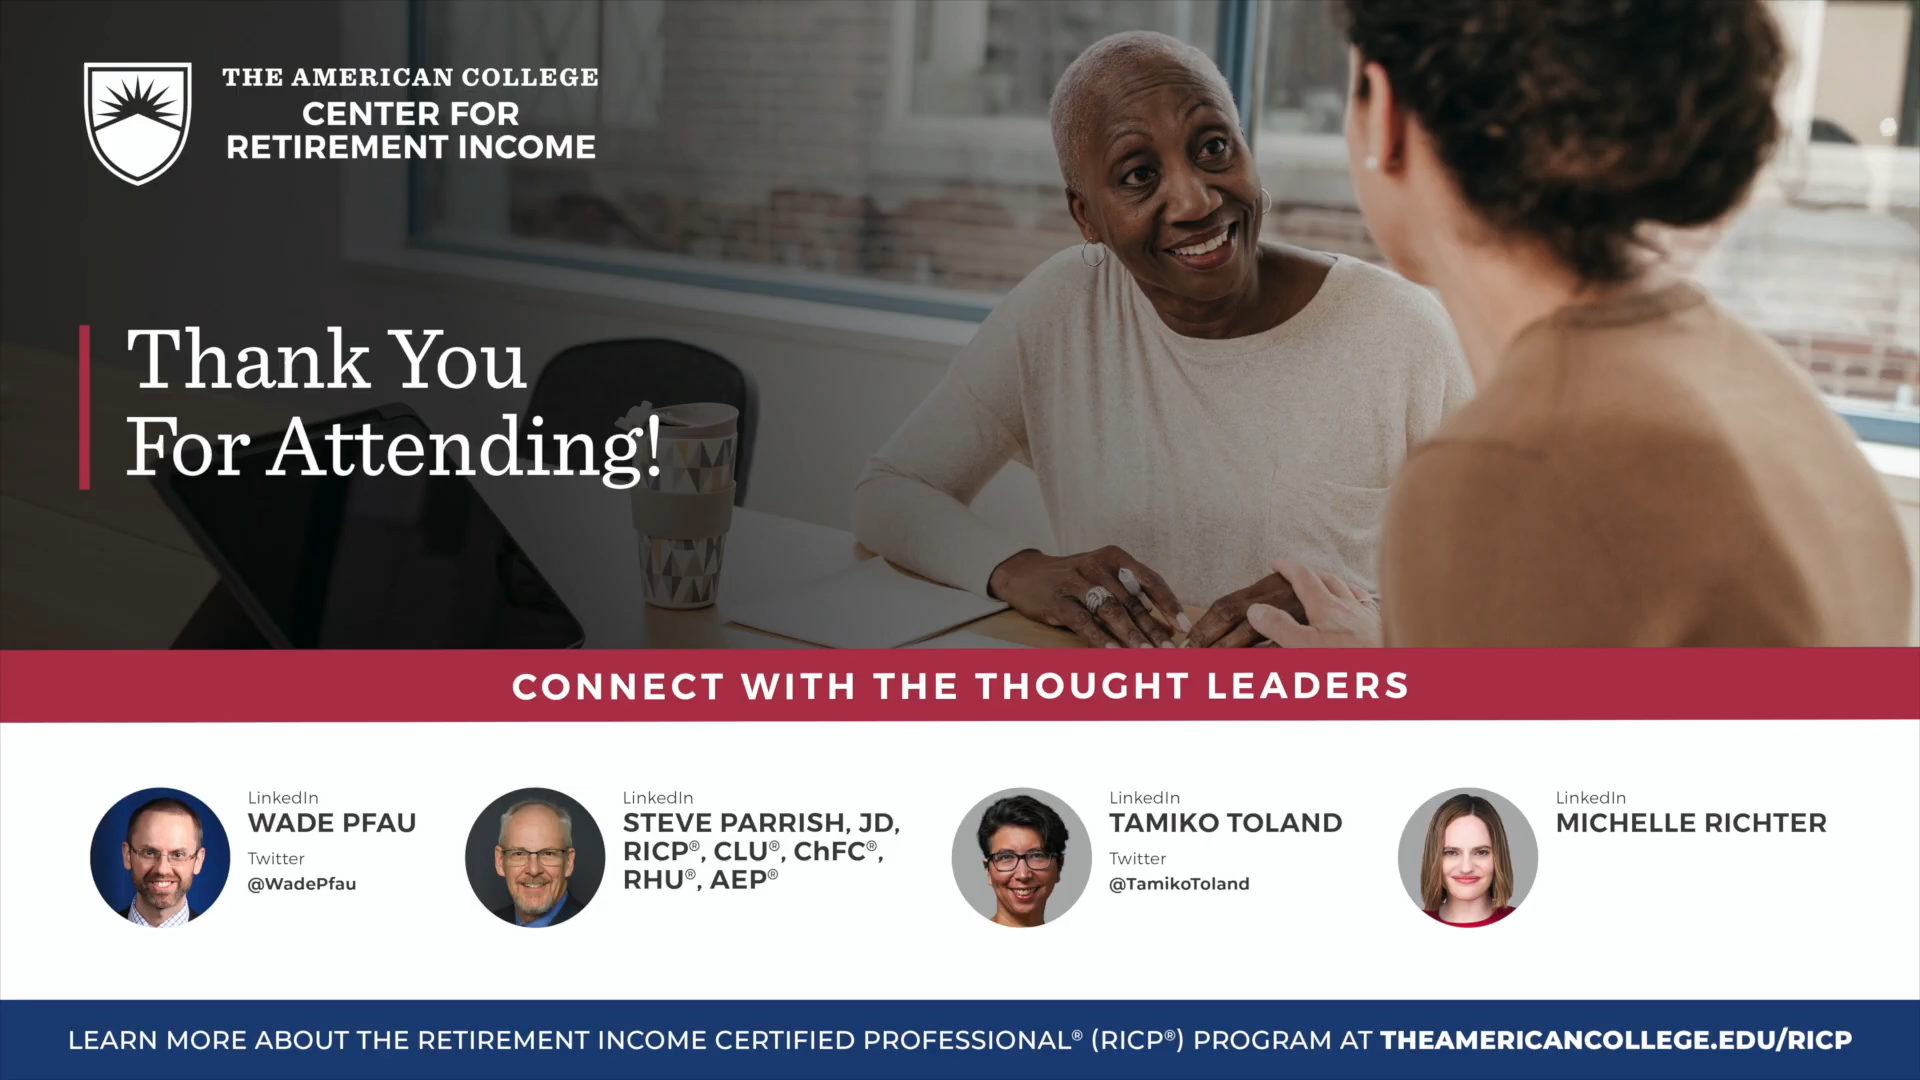 THE AMERICAN COLLEGE
CENTER FOR
RETIREMENT INCOME
Thank You
For Attending!
CONNECT WITH THE THOUGHT LEADERS
LinkedIn
WADE PFAU
Twitter
@WadePfau
LinkedIn
STEVE PARRISH, JD,
RICP®, CLU®, ChFC®,
RHU®, AEP®
LinkedIn
TAMIKO TOLAND
Twitter
@TamikoToland
LinkedIn
MICHELLE RICHTER
LEARN MORE ABOUT THE RETIREMENT INCOME CERTIFIED PROFESSIONAL® (RICP®) PROGRAM AT THEAMERICANCOLLEGE.EDU/RICP